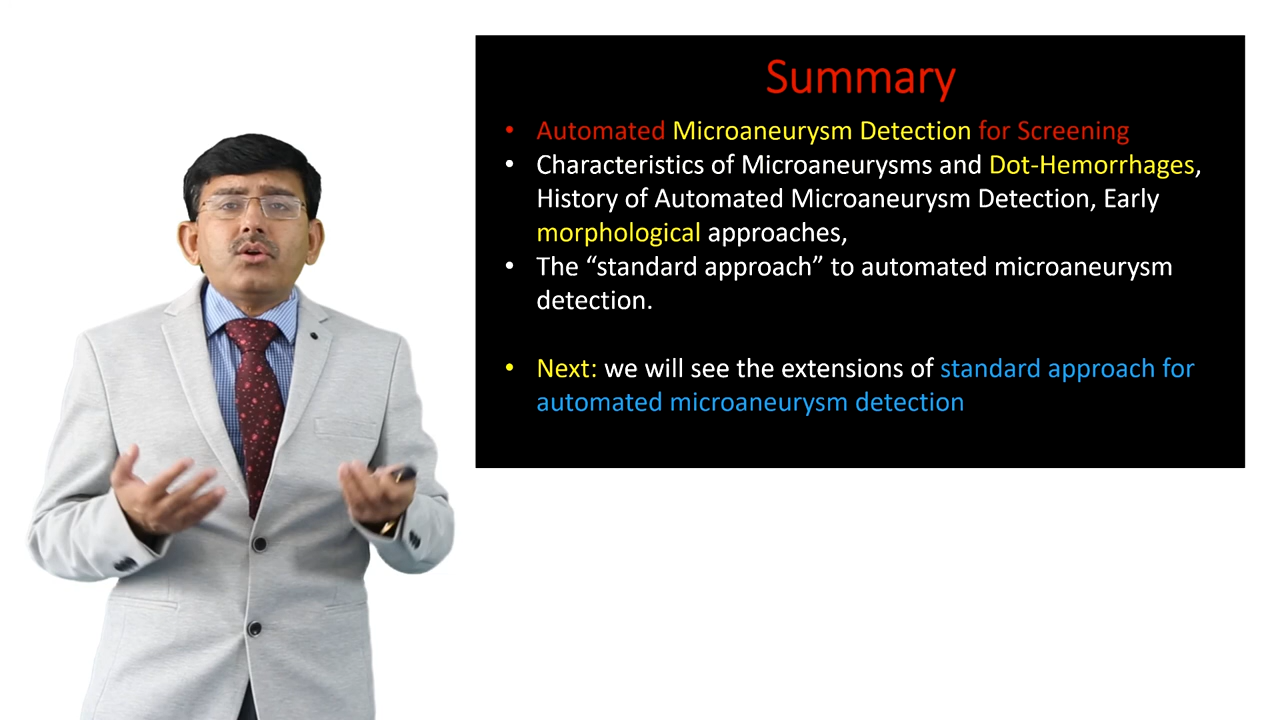 Summary
• Automated Microaneurysm Detection for Screening
• Characteristics of Microaneurysms and Dot-Hemorrhages,
History of Automated Microaneurysm Detection, Early
morphological approaches,
• The “standard approach” to automated microaneurysm
detection.
• Next: we will see the extensions of standard approach for
automated microaneurysm detection